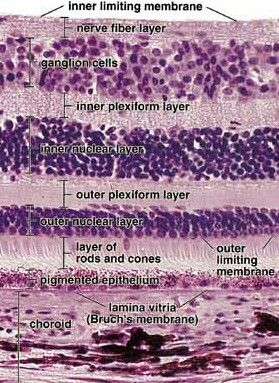 inner limiting membrane
nerve fiber layer
ganglion cells
inner plexiform layer
inner nuclear layer
outer plexiform layer
outer nuclear layer
layer of
rods and cones
outer
limiting
membrane
pigmented epithelium
lamina vitria
(Bruch's membrane)
choroid